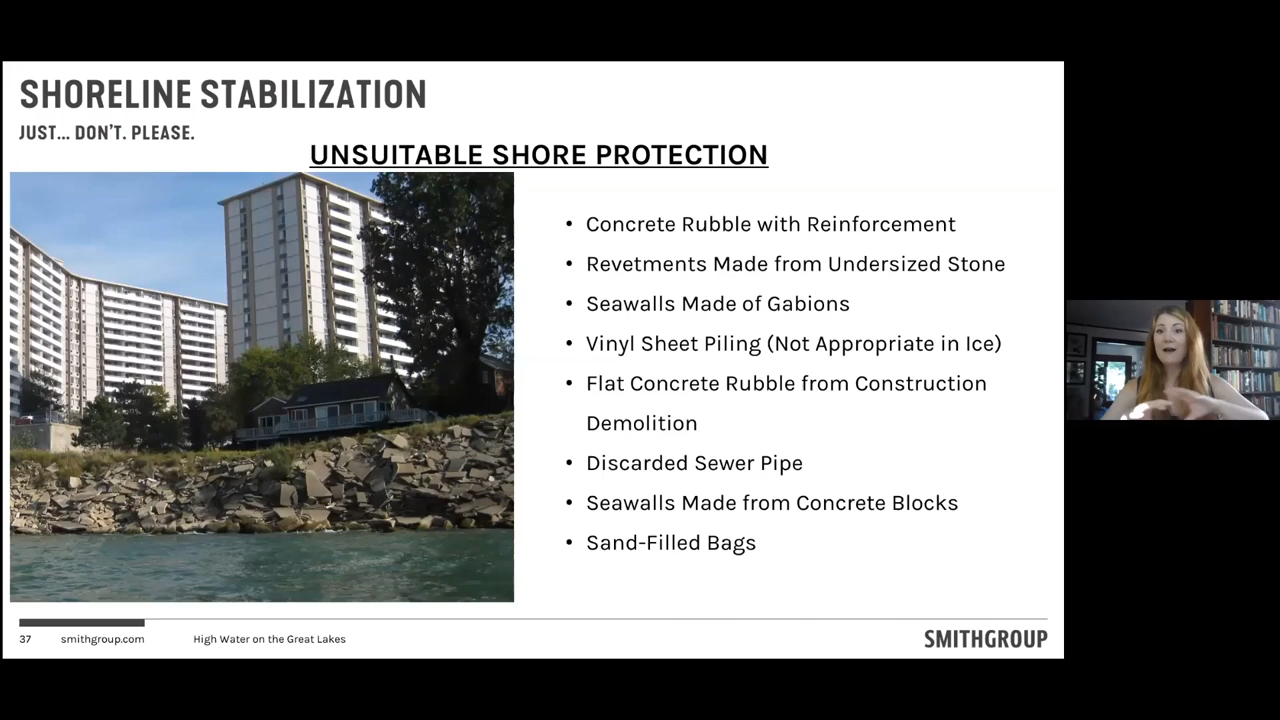 SHORELINE STABILIZATION
JUST... DON'T. PLEASE.
UNSUITABLE SHORE PROTECTION
• Concrete Rubble with Reinforcement
• Revetments Made from Undersized Stone
• Seawalls Made of Gabions
• Vinyl Sheet Piling (Not Appropriate in Ice)
• Flat Concrete Rubble from Construction
Demolition
• Discarded Sewer Pipe
• Seawalls Made from Concrete Blocks
• Sand-Filled Bags
37 smithgroup.com High Water on the Great Lakes SMITHGROUP